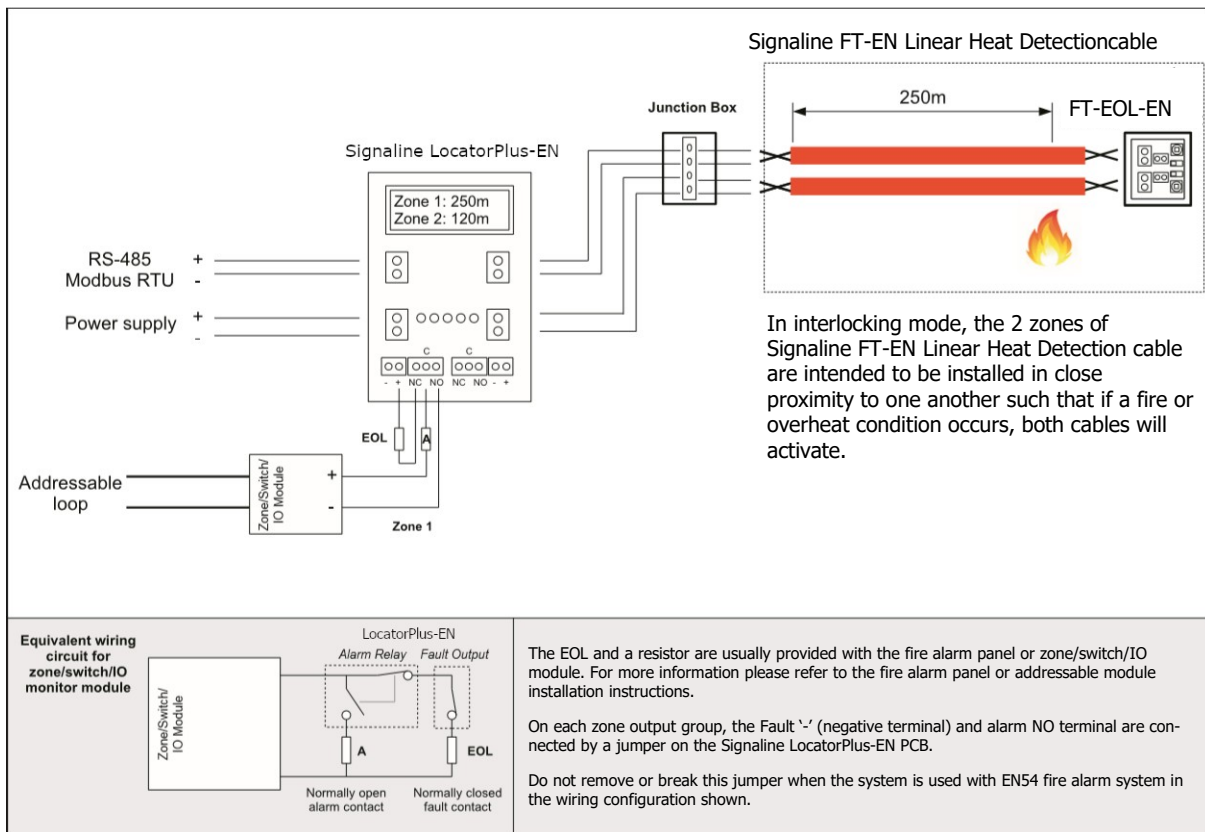 Signaline FT-EN Linear Heat Detectioncable
250m
FT-EOL-EN
Junction Box
Signaline LocatorPlus-EN
Zone 1: 250m
Zone 2: 120m
RS-485
Modbus RTU
+
-
Power supply
+
-
C
C
- + NC NO NC NO - +
EOL
A
Addressable
loop
Zone/Switch/
IO Module
+
-
Zone 1
In interlocking mode, the 2 zones of
Signaline FT-EN Linear Heat Detection cable
are intended to be installed in close
proximity to one another such that if a fire or
overheat condition occurs, both cables will
activate.
Equivalent wiring
circuit for
zone/switch/IO
monitor module
Zone/Switch/
IO Module
LocatorPlus-EN
Alarm Relay Fault Output
A
EOL
Normally open
alarm contact
Normally closed
fault contact
The EOL and a resistor are usually provided with the fire alarm panel or zone/switch/IO
module. For more information please refer to the fire alarm panel or addressable module
installation instructions.
On each zone output group, the Fault ‘-’ (negative terminal) and alarm NO terminal are con-
nected by a jumper on the Signaline LocatorPlus-EN PCB.
Do not remove or break this jumper when the system is used with EN54 fire alarm system in
the wiring configuration shown.